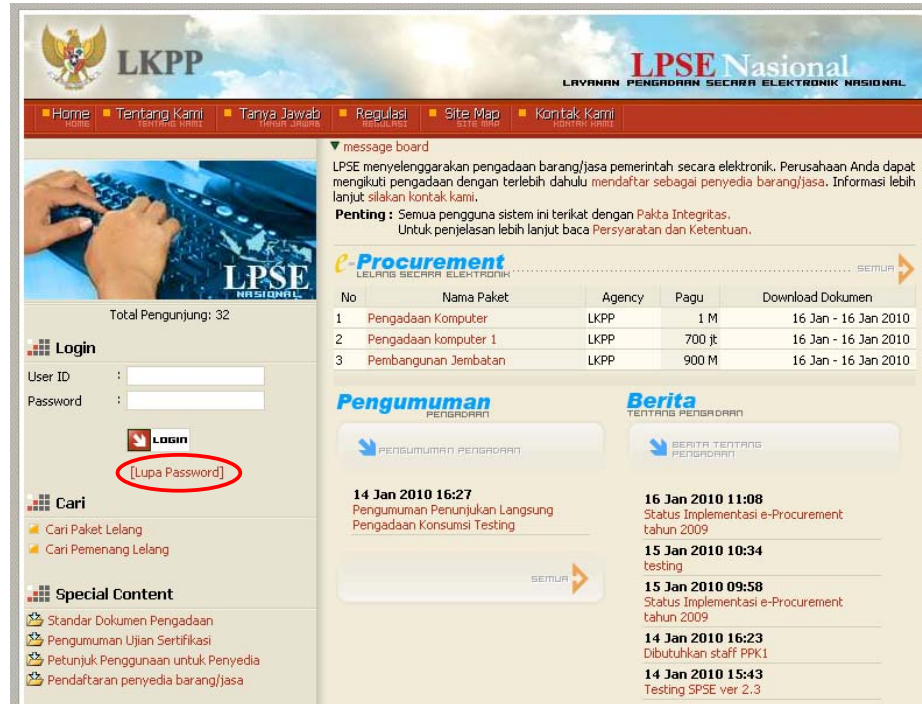 LKPP
LPSE Nasional
LAYANAN PENGADAAN SECARA ELEKTRONIK NASIONAL
Home
HOME
Tentang Kami
TENTANG KAMI
Tanya Jawab
TANYA JAWAB
Regulasi
REGULASI
Site Map
SITE MAP
Kontak Kami
KONTAK KAMI
LPSE
NASIONAL
Total Pengunjung: 32
Login
User ID :
Password :
LOGIN
[Lupa Password]
Cari
Cari Paket Lelang
Cari Pemenang Lelang
Special Content
Standar Dokumen Pengadaan
Pengumuman Ujian Sertifikasi
Petunjuk Penggunaan untuk Penyedia
Pendaftaran penyedia barang/jasa
message board
LPSE menyelenggarakan pengadaan barang/jasa pemerintah secara elektronik. Perusahaan Anda dapat
mengikuti pengadaan dengan terlebih dahulu mendaftar sebagai penyedia barang/jasa. Informasi lebih
lanjut silakan kontak kami.
Penting : Semua pengguna sistem ini terikat dengan Pakta Integritas.
Untuk penjelasan lebih lanjut baca Persyaratan dan Ketentuan.
e-Procurement
LELANG SECARA ELEKTRONIK
SEMUA
No Nama Paket Agency Pagu Download Dokumen
1 Pengadaan Komputer LKPP 1 M 16 Jan - 16 Jan 2010
2 Pengadaan komputer 1 LKPP 700 jt 16 Jan - 16 Jan 2010
3 Pembangunan Jembatan LKPP 900 M 16 Jan - 16 Jan 2010
Pengumuman
PENGADAAN
PENGUMUMAN PENGADAAN
14 Jan 2010 16:27
Pengumuman Penunjukan Langsung
Pengadaan Konsumsi Testing
SEMUA
Berita
TENTANG PENGADAAN
BERITA TENTANG
PENGADAAN
16 Jan 2010 11:08
Status Implementasi e-Procurement
tahun 2009
15 Jan 2010 10:34
testing
15 Jan 2010 09:58
Status Implementasi e-Procurement
tahun 2009
14 Jan 2010 16:23
Dibutuhkan staff PPK1
14 Jan 2010 15:43
Testing SPSE ver 2.3